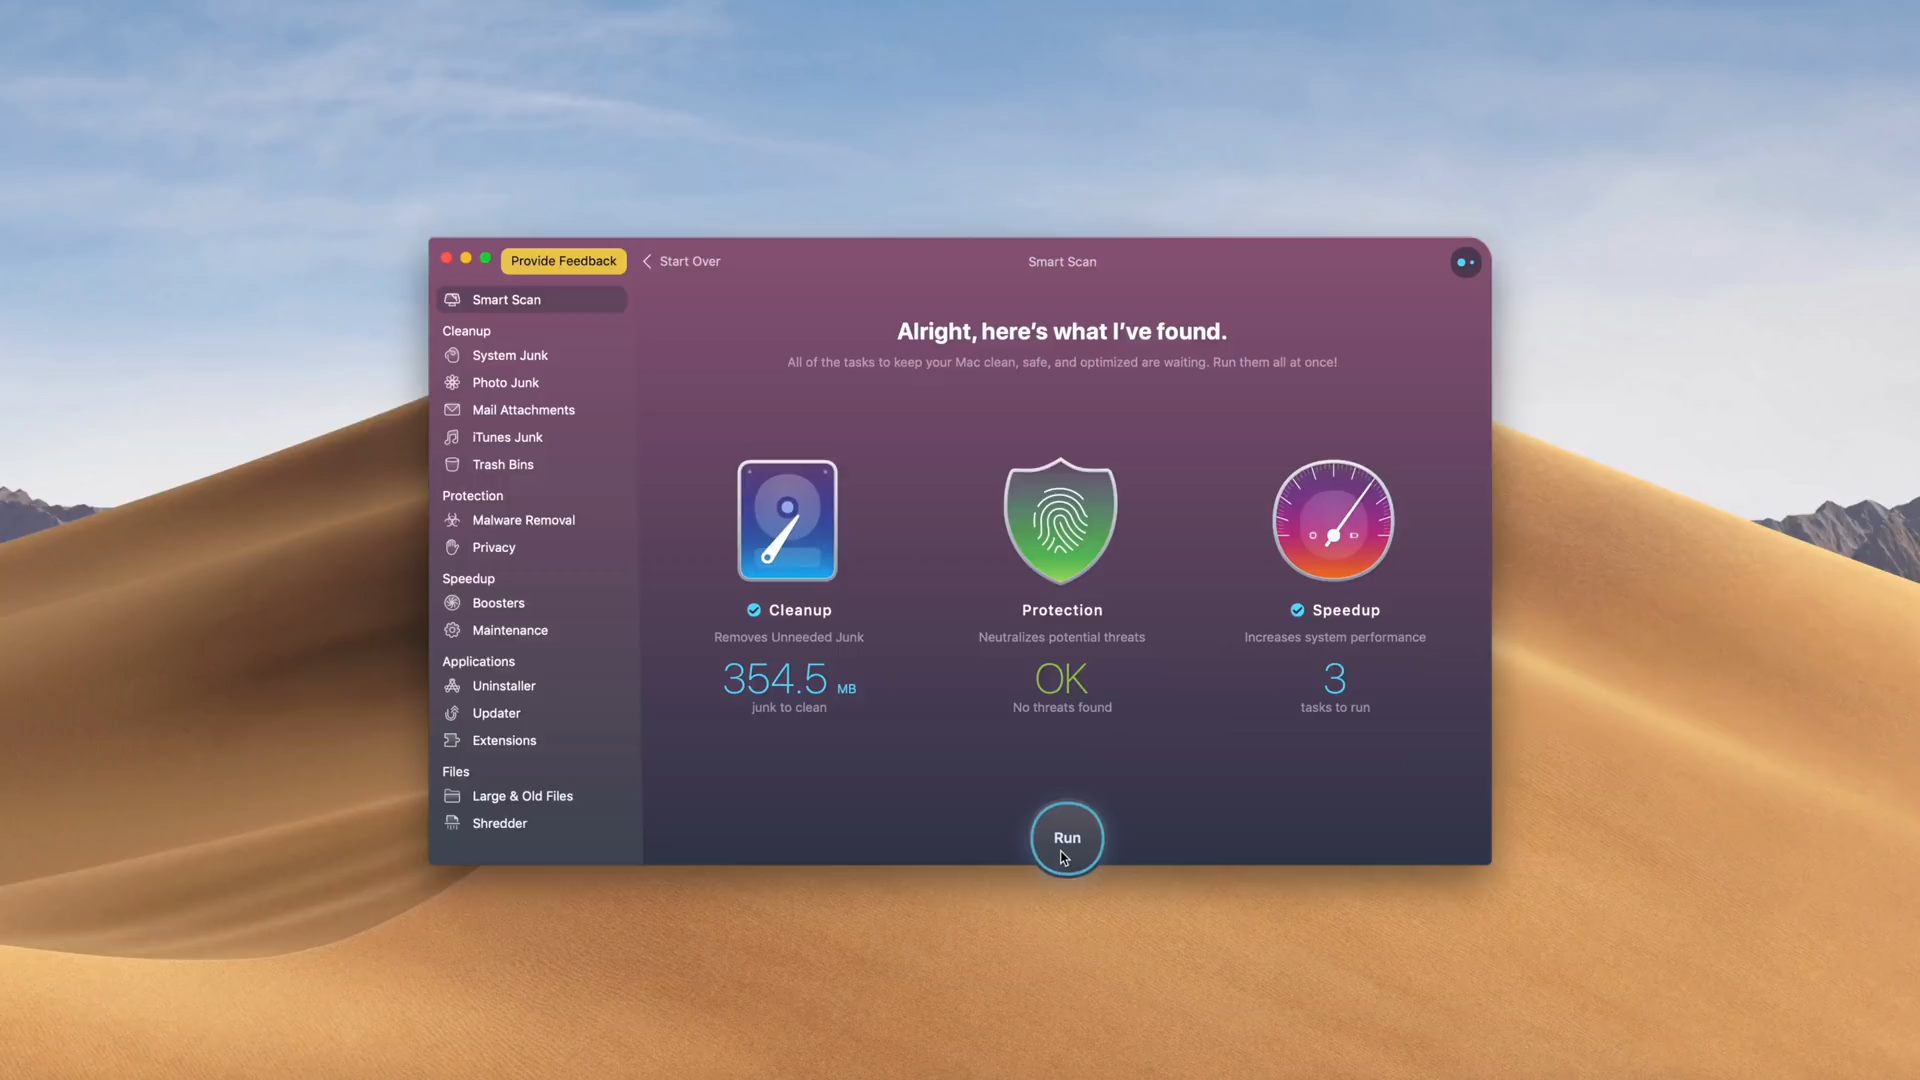 Provide Feedback
Start Over
Smart Scan
Smart Scan
Cleanup
System Junk
Photo Junk
Mail Attachments
iTunes Junk
Trash Bins
Protection
Malware Removal
Privacy
Speedup
Boosters
Maintenance
Applications
Uninstaller
Updater
Extensions
Files
Large & Old Files
Shredder
Alright, here’s what I’ve found.
All of the tasks to keep your Mac clean, safe, and optimized are waiting. Run them all at once!
Cleanup
Removes Unneeded Junk
354.5 MB
junk to clean
Protection
Neutralizes potential threats
OK
No threats found
Speedup
Increases system performance
3
tasks to run
Run